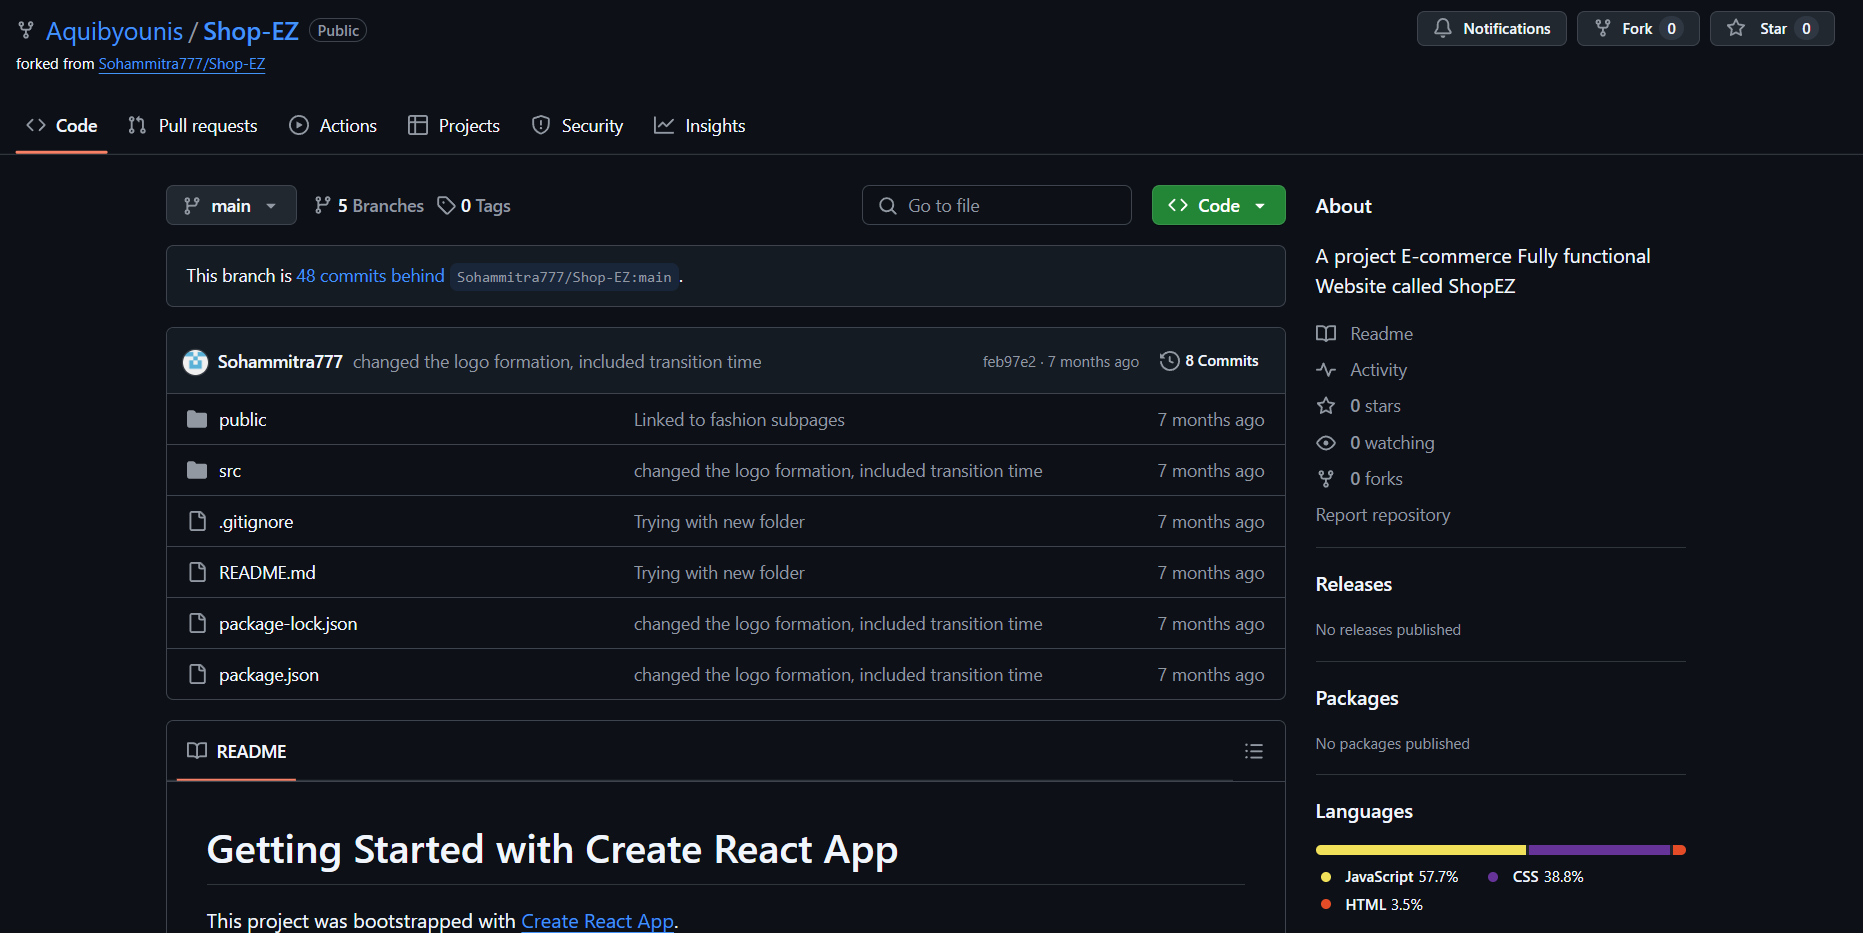 Aquibyounis / Shop-EZ Public Notifications Fork 0 Star 0
forked from Sohammitra777/Shop-EZ
Code Pull requests Actions Projects Security Insights
main 5 Branches 0 Tags Go to file Code
This branch is 48 commits behind Sohammitra777/Shop-EZ:main .
Sohammitra777 changed the logo formation, included transition time feb97e2 · 7 months ago 8 Commits
public Linked to fashion subpages 7 months ago
src changed the logo formation, included transition time 7 months ago
.gitignore Trying with new folder 7 months ago
README.md Trying with new folder 7 months ago
package-lock.json changed the logo formation, included transition time 7 months ago
package.json changed the logo formation, included transition time 7 months ago
README
Getting Started with Create React App
This project was bootstrapped with Create React App.
About
A project E-commerce Fully functional
Website called ShopEZ
Readme
Activity
0 stars
0 watching
0 forks
Report repository
Releases
No releases published
Packages
No packages published
Languages
JavaScript 57.7% CSS 38.8%
HTML 3.5%